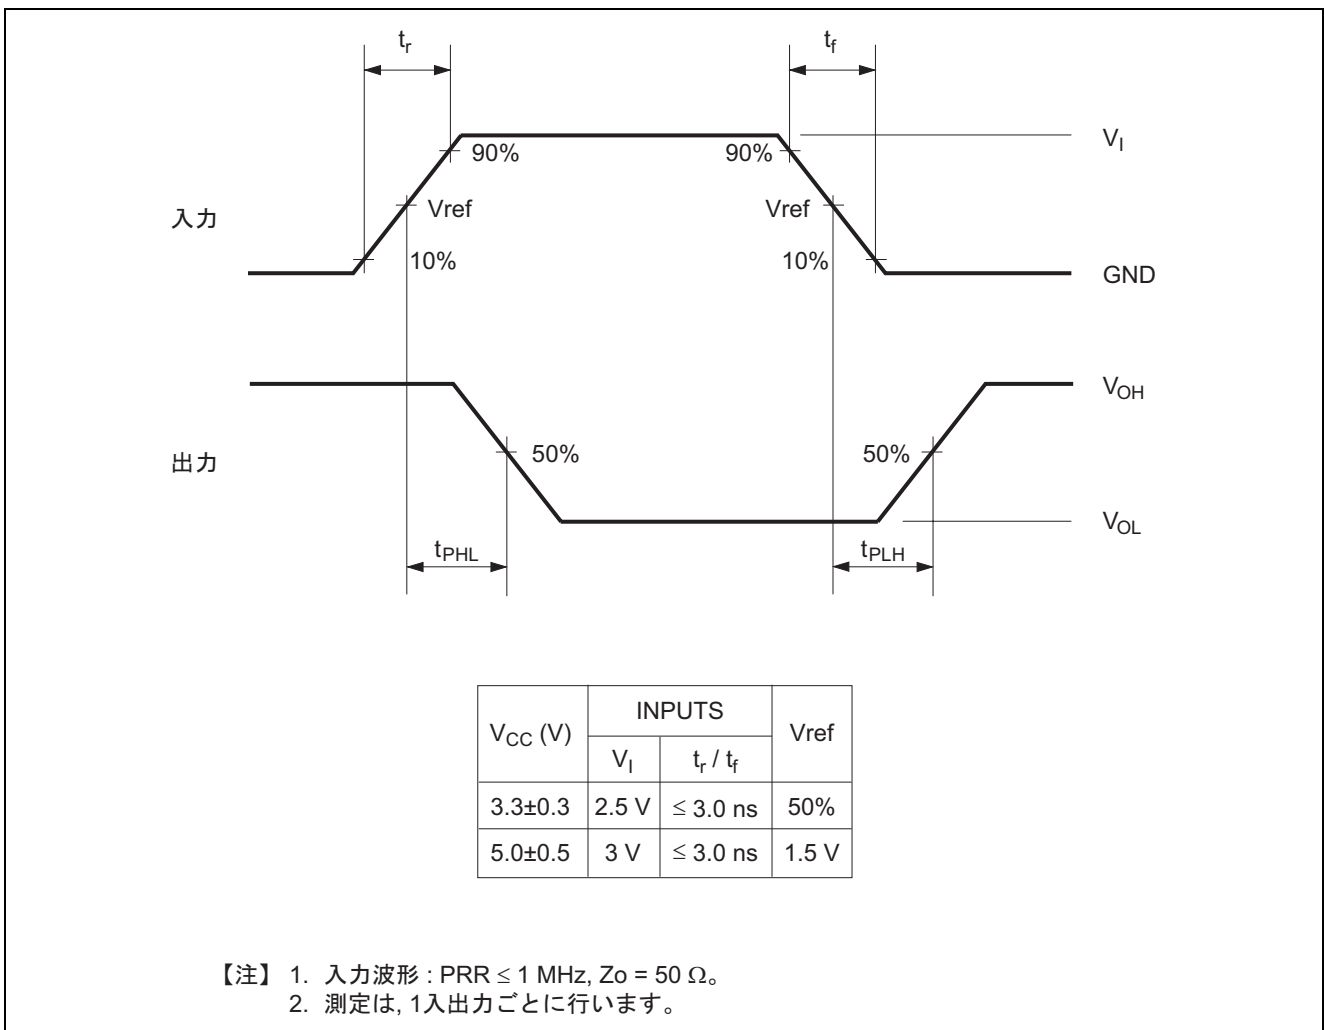 tr tf
VI
90% 90%
入力 Vref Vref
10% 10%
GND
VOH
出力 50% 50%
VOL
tPHL tPLH
VCC (V) INPUTS Vref
VI tr / tf
3.3±0.3 2.5 V ≤ 3.0 ns 50%
5.0±0.5 3 V ≤ 3.0 ns 1.5 V
【注】 1. 入力波形 : PRR ≤ 1 MHz, Zo = 50 Ω。
2. 測定は, 1入出力ごとに行います。